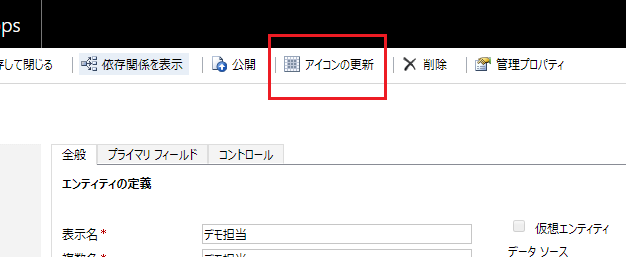 ps
存して閉じる 依存関係を表示 公開 アイコンの更新 削除 管理プロパティ
全般 プライマリ フィールド コントロール
エンティティの定義
表示名* デモ担当 仮想エンティティ
データ ソース
複数名* デモ担当